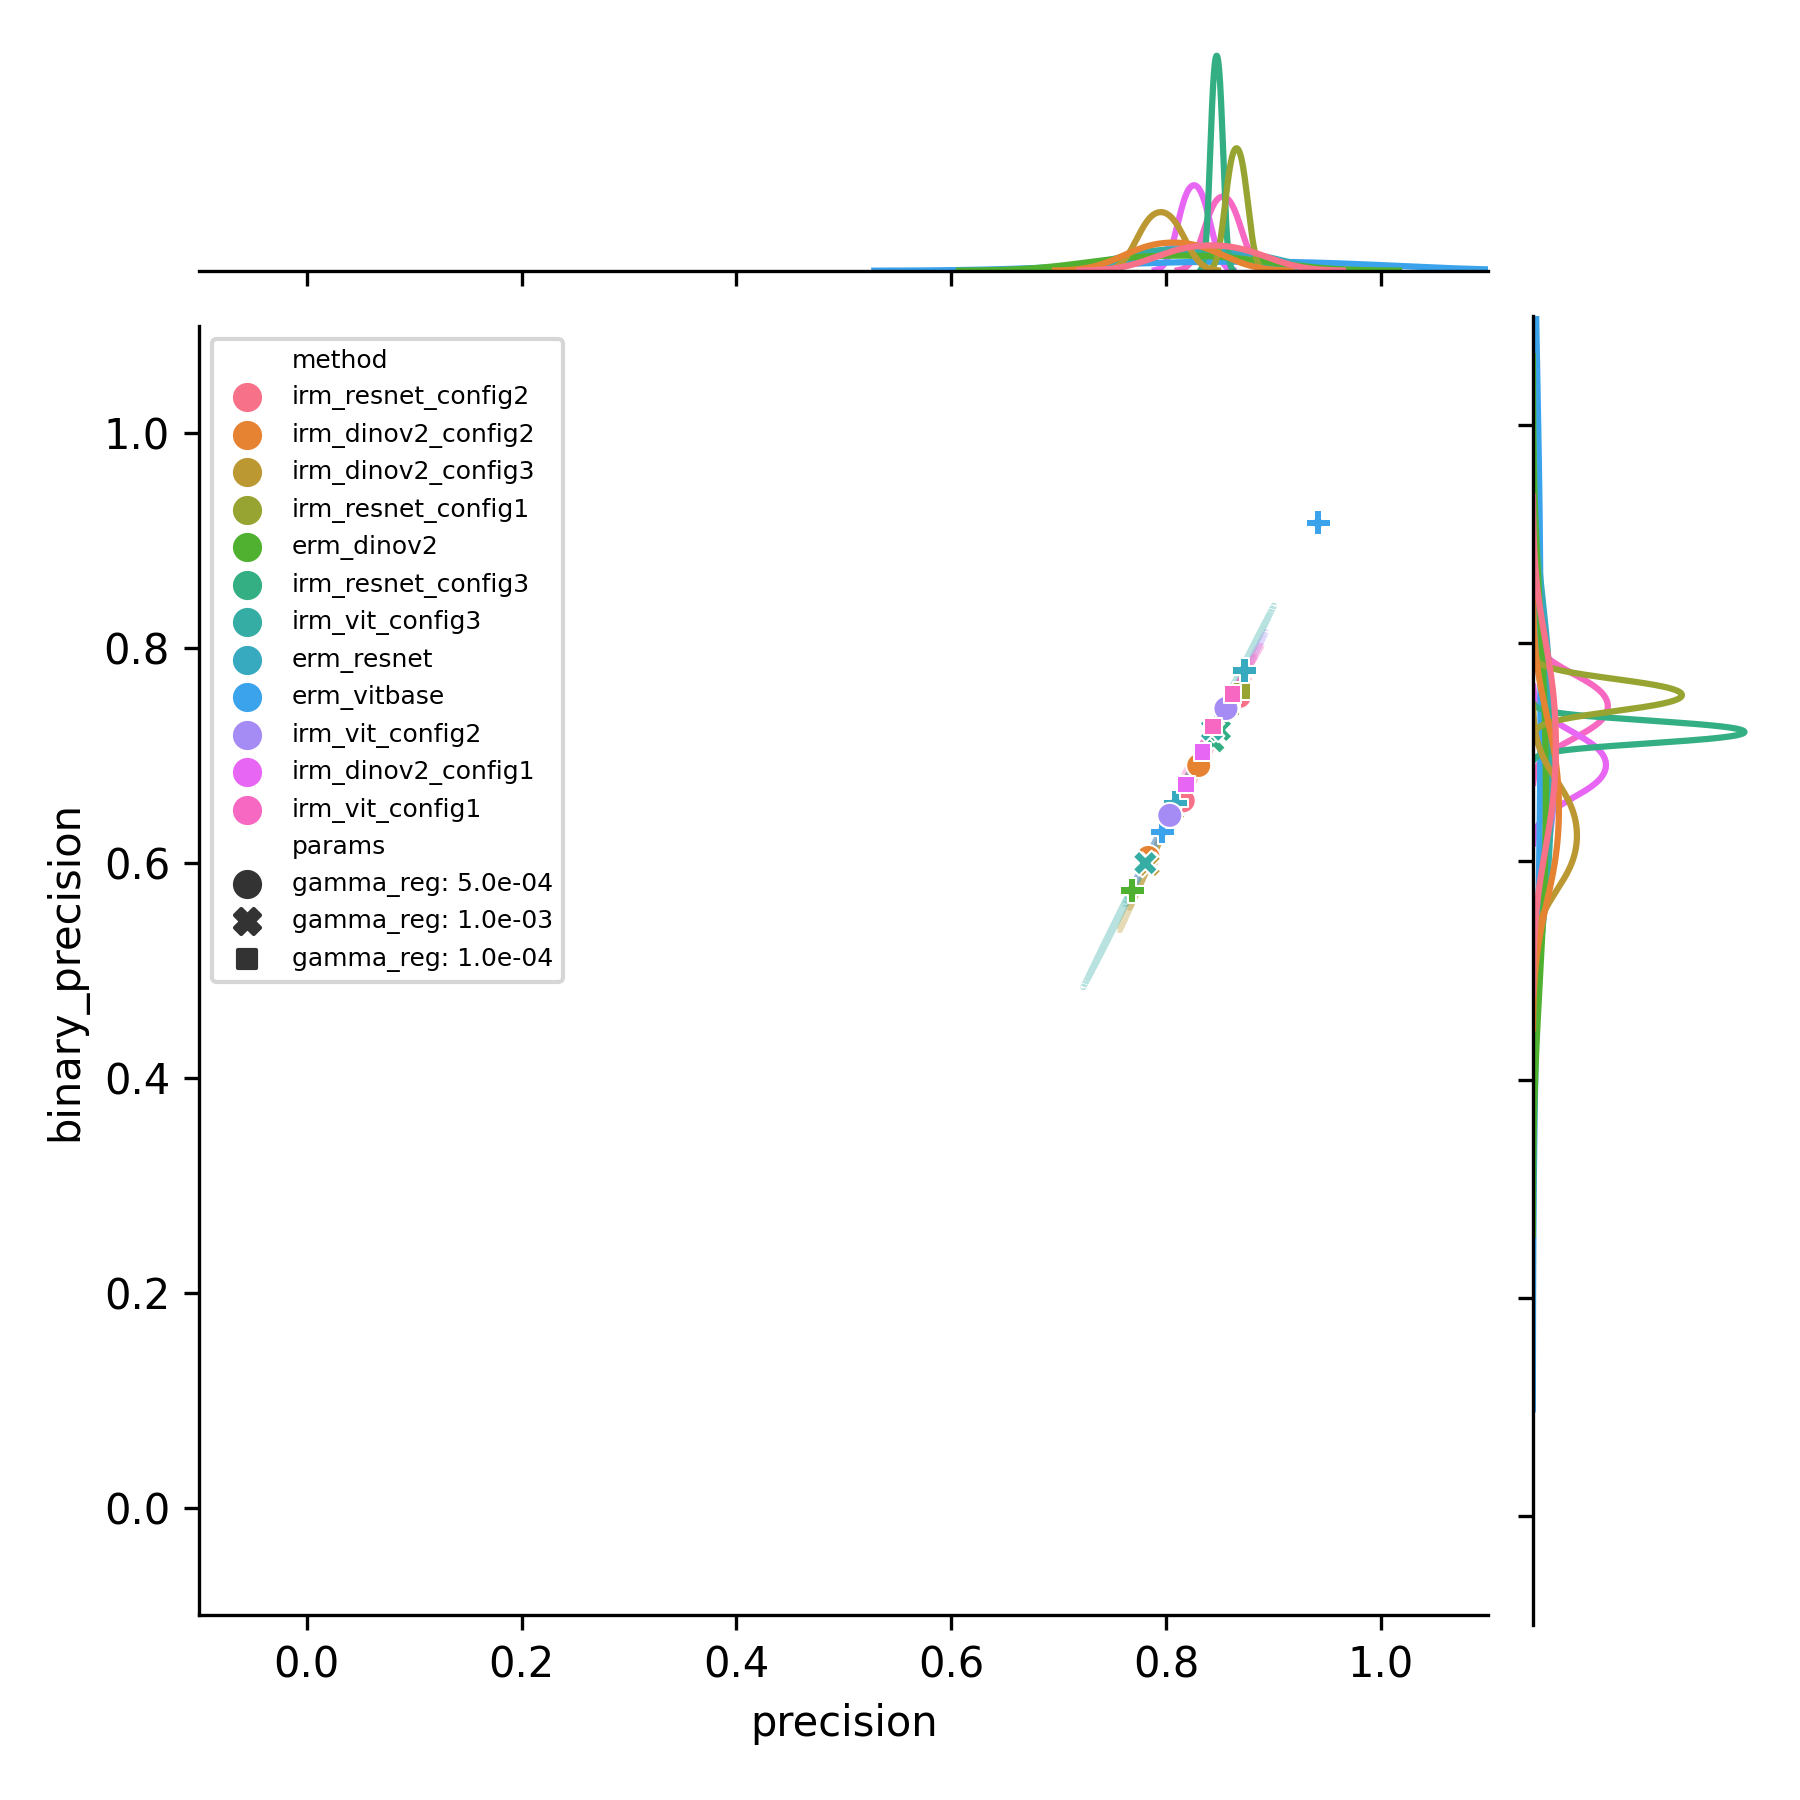 method
irm_resnet_config2
irm_dinov2_config2
irm_dinov2_config3
irm_resnet_config1
erm_dinov2
irm_resnet_config3
irm_vit_config3
erm_resnet
erm_vitbase
irm_vit_config2
irm_dinov2_config1
irm_vit_config1
params
gamma_reg: 5.0e-04
gamma_reg: 1.0e-03
gamma_reg: 1.0e-04
binary_precision
1.0
0.8
0.6
0.4
0.2
0.0
0.0 0.2 0.4 0.6 0.8 1.0
precision